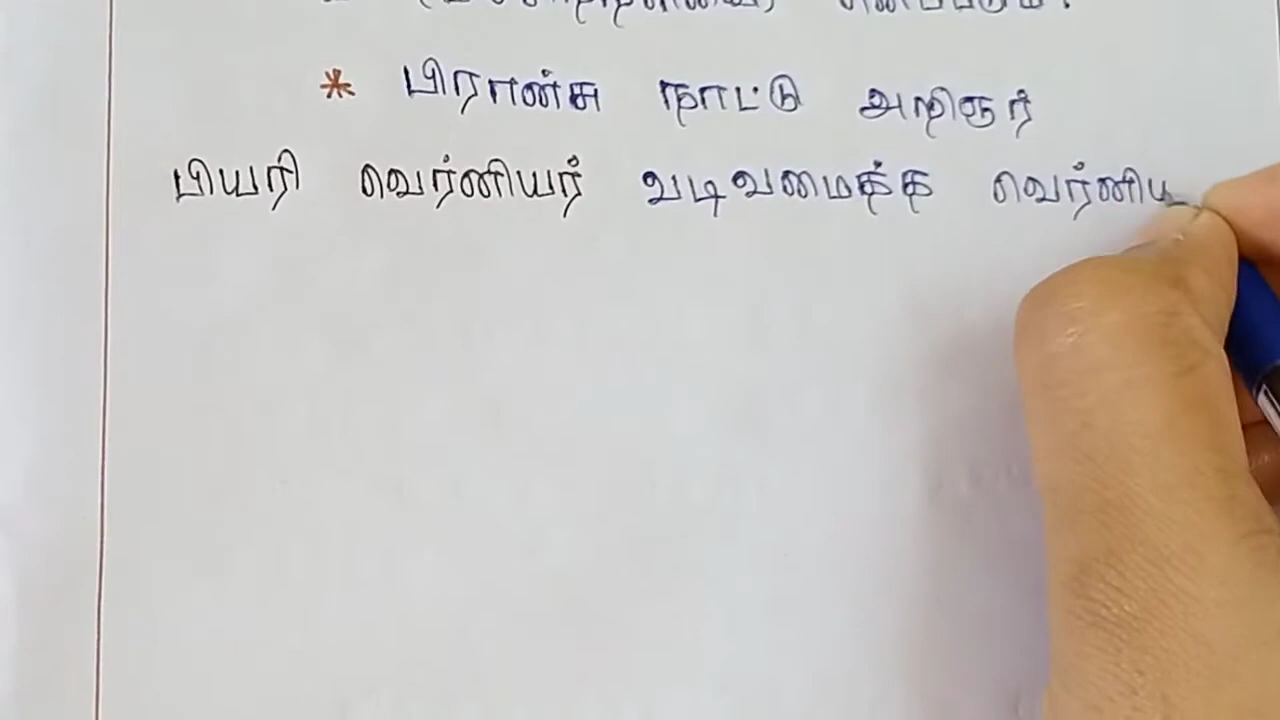 * பிரான்சு நாட்டு அறிஞர்
பியரி வெர்னியர் வடிவமைத்த வெர்னிய